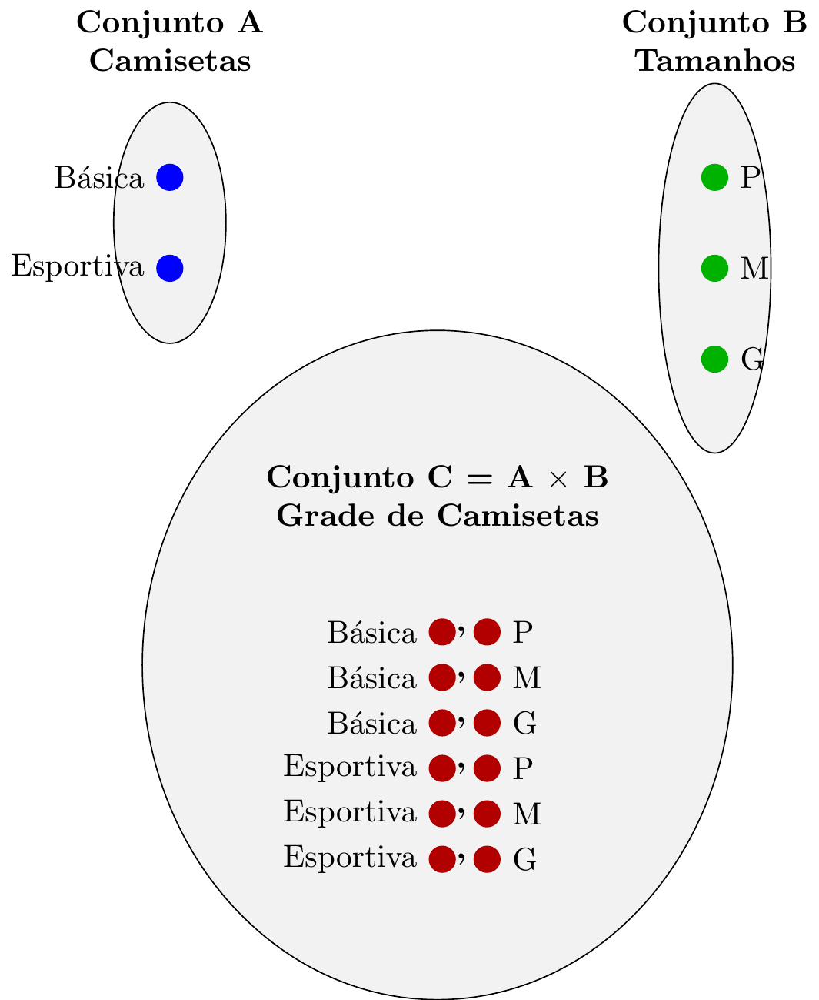 Conjunto A
Camisetas
Conjunto B
Tamanhos
Básica
Esportiva
P
M
G
Conjunto C = A × B
Grade de Camisetas
Básica , P
Básica , M
Básica , G
Esportiva , P
Esportiva , M
Esportiva , G